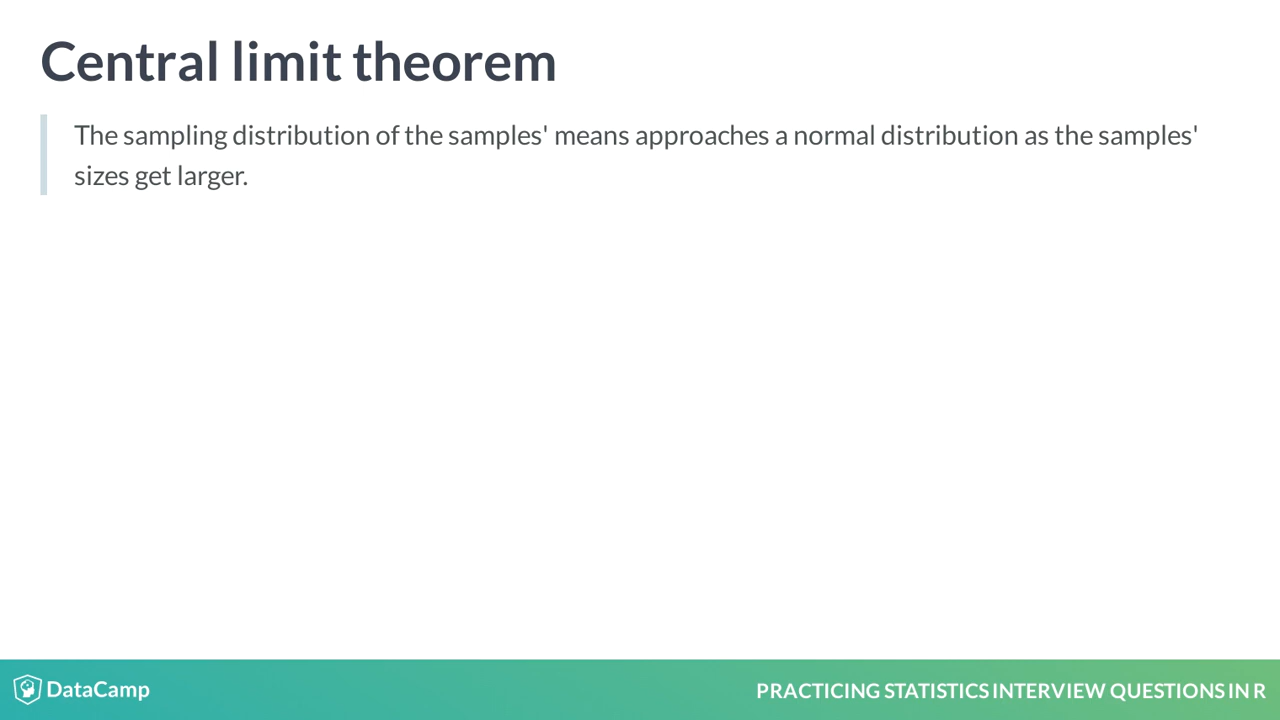 Central limit theorem
The sampling distribution of the samples' means approaches a normal distribution as the samples'
sizes get larger.
DataCamp
PRACTICING STATISTICS INTERVIEW QUESTIONS IN R